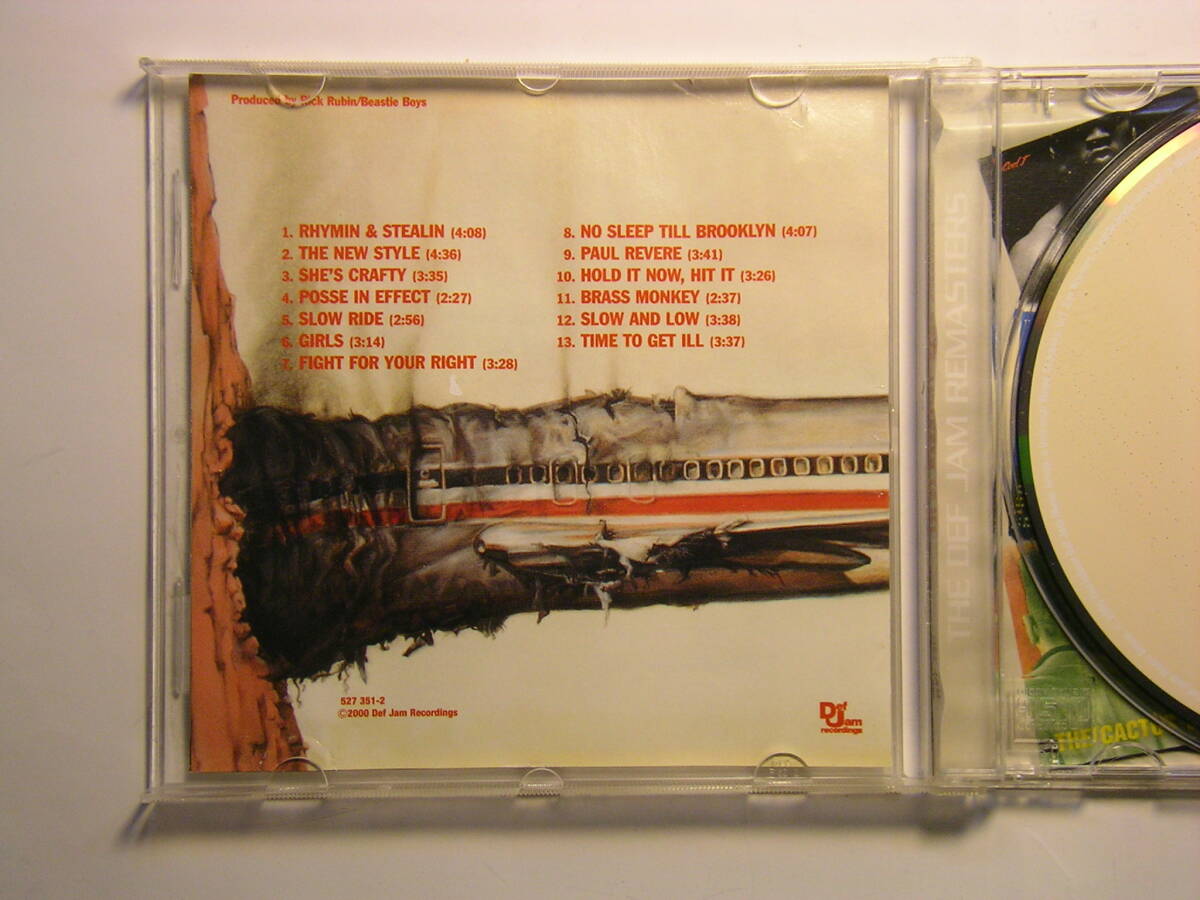 Produced by Rick Rubin/Beastie Boys
1. RHYMIN & STEALIN (4:08)
2. THE NEW STYLE (4:36)
3. SHE'S CRAFTY (3:35)
4. POSSE IN EFFECT (2:27)
5. SLOW RIDE (2:56)
6. GIRLS (3:14)
7. FIGHT FOR YOUR RIGHT (3:28)
8. NO SLEEP TILL BROOKLYN (4:07)
9. PAUL REVERE (3:41)
10. HOLD IT NOW, HIT IT (3:26)
11. BRASS MONKEY (2:37)
12. SLOW AND LOW (3:38)
13. TIME TO GET ILL (3:37)
527 351-2
©2000 Def Jam Recordings
Def
Jam
recordings
THE DEF JAM REMASTERS
Cool J
THE/CACTU